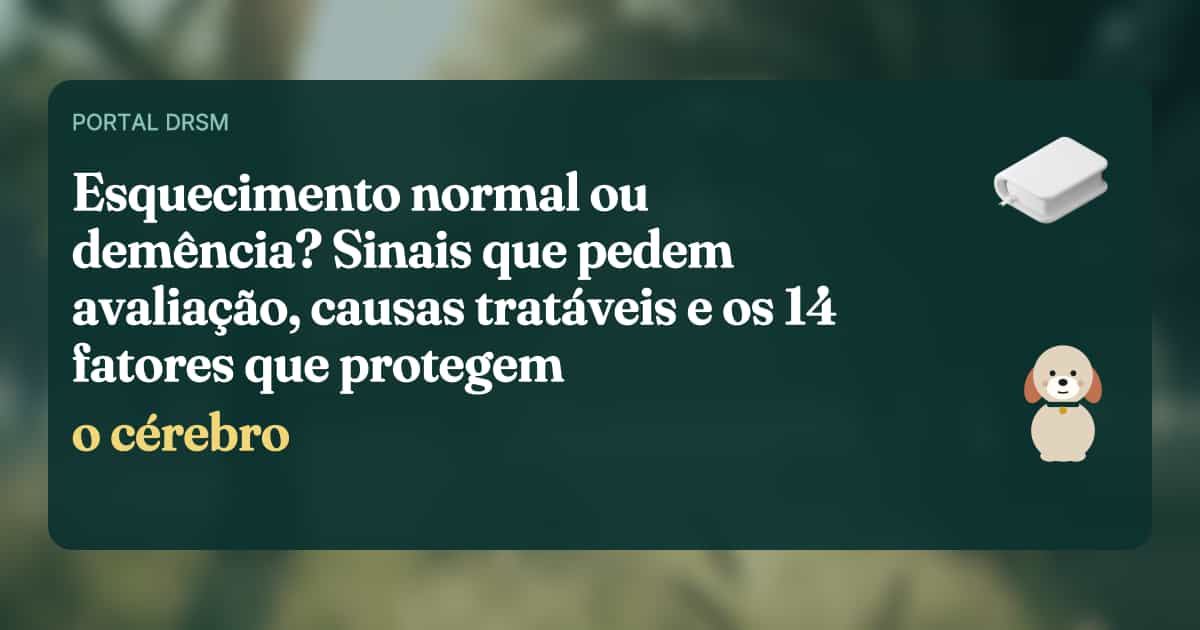 PORTAL DRSM
Esquecimento normal ou
demência? Sinais que pedem
avaliação, causas tratáveis e os 14
fatores que protegem
o cérebro